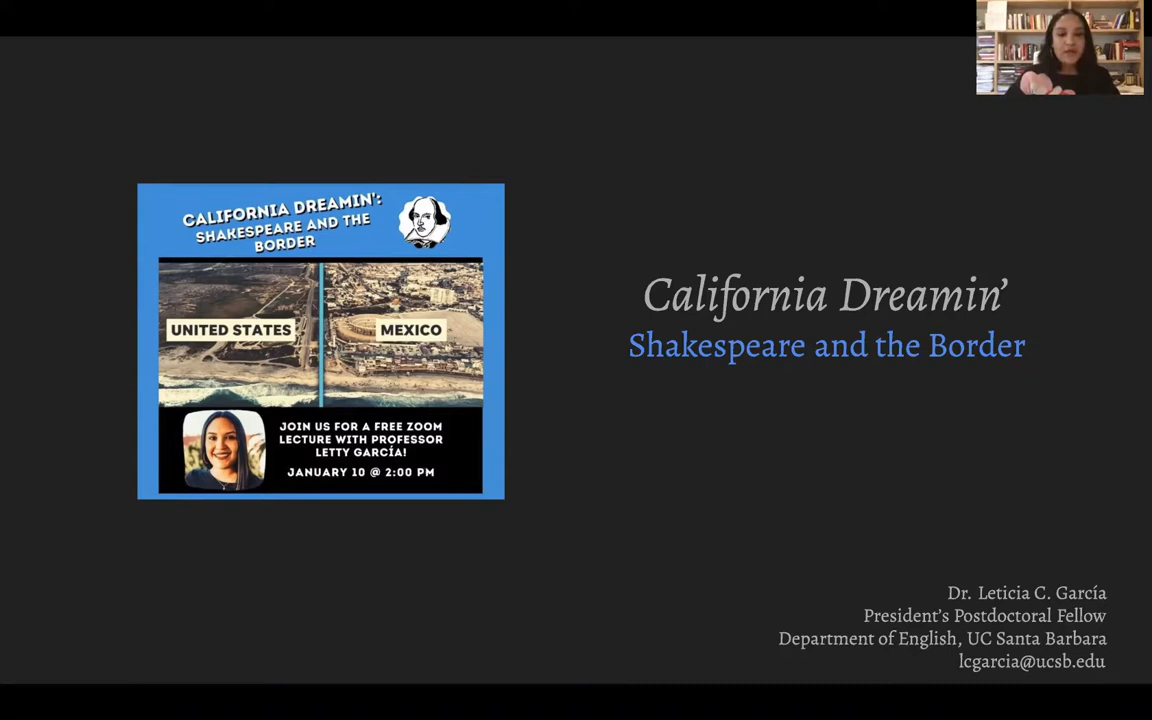 CALIFORNIA DREAMIN':
SHAKESPEARE AND THE
BORDER
UNITED STATES
MEXICO
JOIN US FOR A FREE ZOOM
LECTURE WITH PROFESSOR
LETTY GARCÍA!
JANUARY 10 @ 2:00 PM
California Dreamin’
Shakespeare and the Border
Dr. Leticia C. García
President’s Postdoctoral Fellow
Department of English, UC Santa Barbara
lcgarcia@ucsb.edu